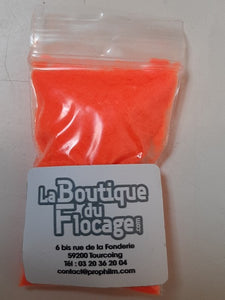 La Boutique
du
Flocage.com
6 bis rue de la Fonderie
59200 Tourcoing
Tél : 03 20 36 20 04
contact@prophilm.com